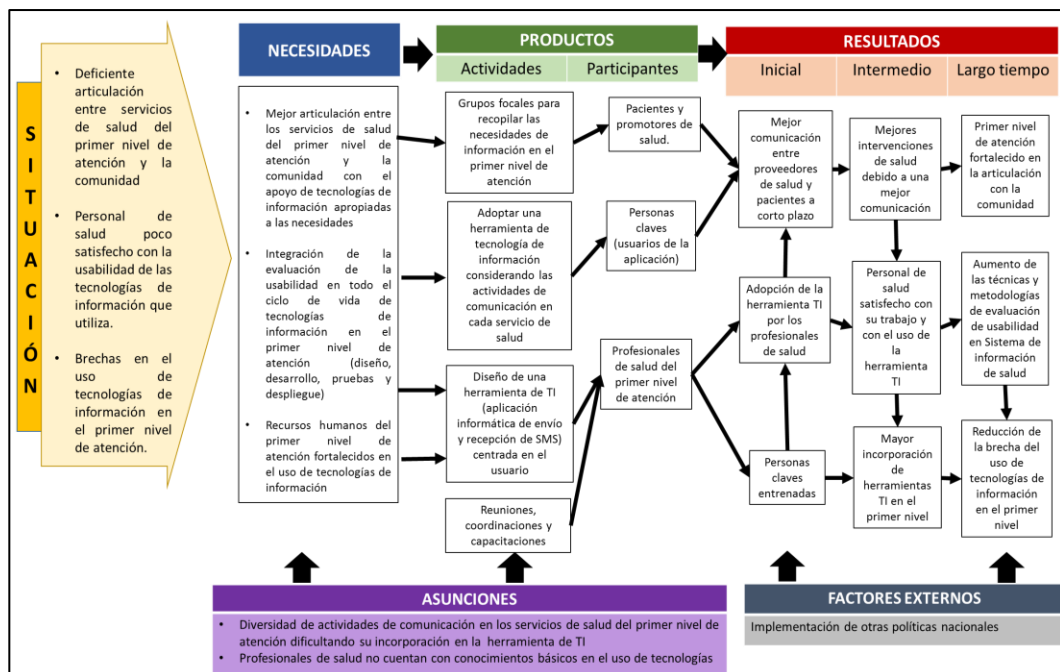 SITUACIÓN
• Deficiente
articulación
entre servicios
de salud del
primer nivel de
atención y la
comunidad
• Personal de
salud poco
satisfecho con la
usabilidad de las
tecnologías de
información que
utiliza.
• Brechas en el
uso de
tecnologías de
información en
el primer nivel
de atención.
NECESIDADES
• Mejor articulación entre
los servicios de salud del
primer nivel de
atención y la
comunidad con el
apoyo de tecnologías de
información apropiadas
a las necesidades
• Integración de la
evaluación de la
usabilidad en todo el
ciclo de vida de
tecnologías de
información en el
primer nivel de
atención (diseño,
desarrollo, pruebas y
despliegue)
• Recursos humanos del
primer nivel de
atención fortalecidos en
el uso de tecnologías de
información
PRODUCTOS
Actividades
Participantes
Grupos focales para
recopilar las
necesidades de
información en el
primer nivel de
atención
Pacientes y
promotores de
salud.
Adoptar una
herramienta de
tecnología de
información
considerando las
actividades de
comunicación en
cada servicio de
salud
Personas claves
(usuarios de la
aplicación)
Diseño de una
herramienta de TI
(aplicación
informática de envío
y recepción de SMS)
centrada en el
usuario
Profesionales
de salud del
primer nivel
de atención
Reuniones,
coordinaciones y
capacitaciones
RESULTADOS
Inicial
Intermedio
Largo tiempo
Mejor
comunicación
entre
proveedores
de salud y
pacientes a
corto plazo
Mejores
intervenciones
de salud
debido a una
mejor
comunicación
Primer nivel
de atención
fortalecido en
la articulación
con la
comunidad
Adopción de la
herramienta TI
por los
profesionales
de salud
Personal de
salud
satisfecho con
su trabajo y
con el uso de
la
herramienta
TI
Aumento de
las técnicas y
metodologías
de evaluación
de usabilidad
en Sistema de
información
de salud
Personas
claves
entrenadas
Mayor
incorporación
de
herramientas
TI en el
primer nivel
Reducción de
la brecha del
uso de
tecnologías de
información
en el primer
nivel
ASUNCIONES
• Diversidad de actividades de comunicación en los servicios de salud del primer nivel de
atención dificultando su incorporación en la herramienta de TI
• Profesionales de salud no cuentan con conocimientos básicos en el uso de tecnologías
FACTORES EXTERNOS
Implementación de otras políticas nacionales